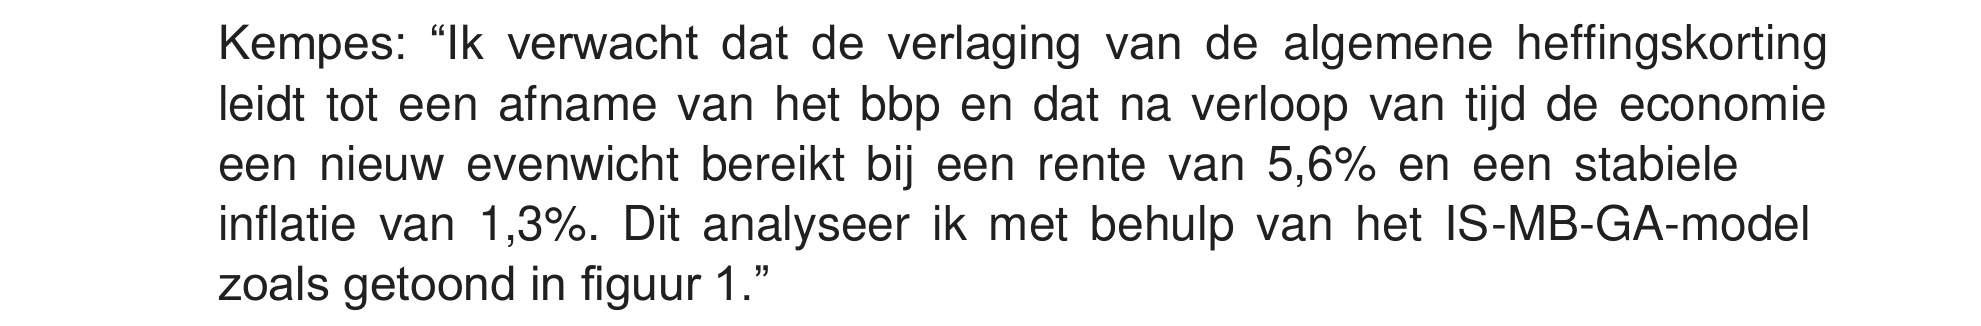 Kempes: “Ik verwacht dat de verlaging van de algemene heffingskorting
leidt tot een afname van het bbp en dat na verloop van tijd de economie
een nieuw evenwicht bereikt bij een rente van 5,6% en een stabiele
inflatie van 1,3%. Dit analyseer ik met behulp van het IS-MB-GA-model
zoals getoond in figuur 1.”